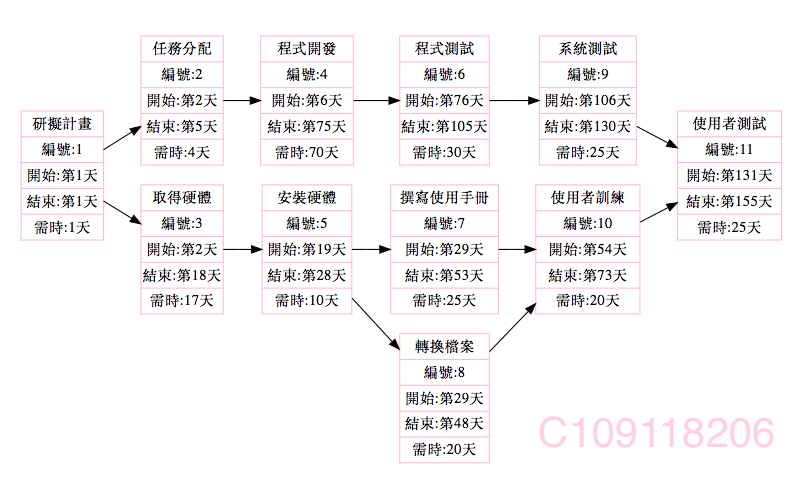 研擬計畫
編號:1
開始:第1天
結束:第1天
需時:1天
任務分配
編號:2
開始:第2天
結束:第5天
需時:4天
程式開發
編號:4
開始:第6天
結束:第75天
需時:70天
程式測試
編號:6
開始:第76天
結束:第105天
需時:30天
系統測試
編號:9
開始:第106天
結束:第130天
需時:25天
使用者測試
編號:11
開始:第131天
結束:第155天
需時:25天
取得硬體
編號:3
開始:第2天
結束:第18天
需時:17天
安裝硬體
編號:5
開始:第19天
結束:第28天
需時:10天
撰寫使用手冊
編號:7
開始:第29天
結束:第53天
需時:25天
使用者訓練
編號:10
開始:第54天
結束:第73天
需時:20天
轉換檔案
編號:8
開始:第29天
結束:第48天
需時:20天
C109118206